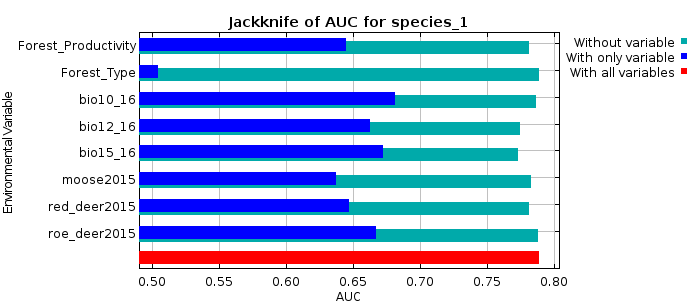 Jackknife of AUC for species_1
Without variable
With only variable
With all variables
Environmental Variable
Forest_Productivity
Forest_Type
bio10_16
bio12_16
bio15_16
moose2015
red_deer2015
roe_deer2015
0.50 0.55 0.60 0.65 0.70 0.75 0.80
AUC